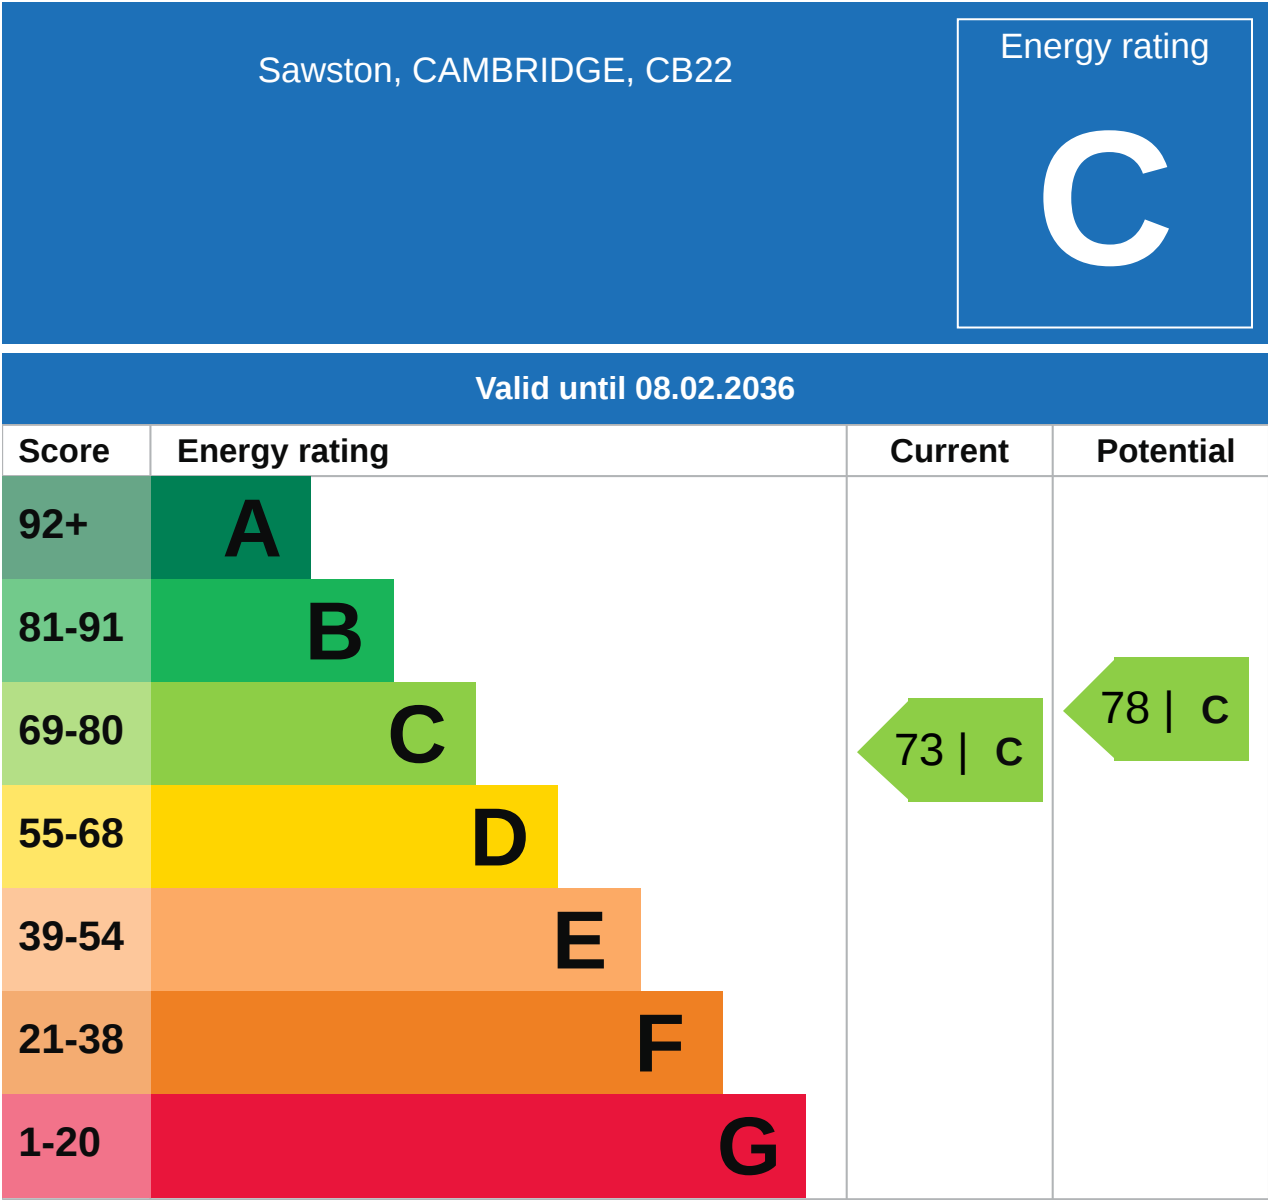 Sawston, CAMBRIDGE, CB22
Energy rating
C
Valid until 08.02.2036
Score Energy rating Current Potential
92+ A
81-91 B
69-80 C
73 | C
78 | C
55-68 D
39-54 E
21-38 F
1-20 G